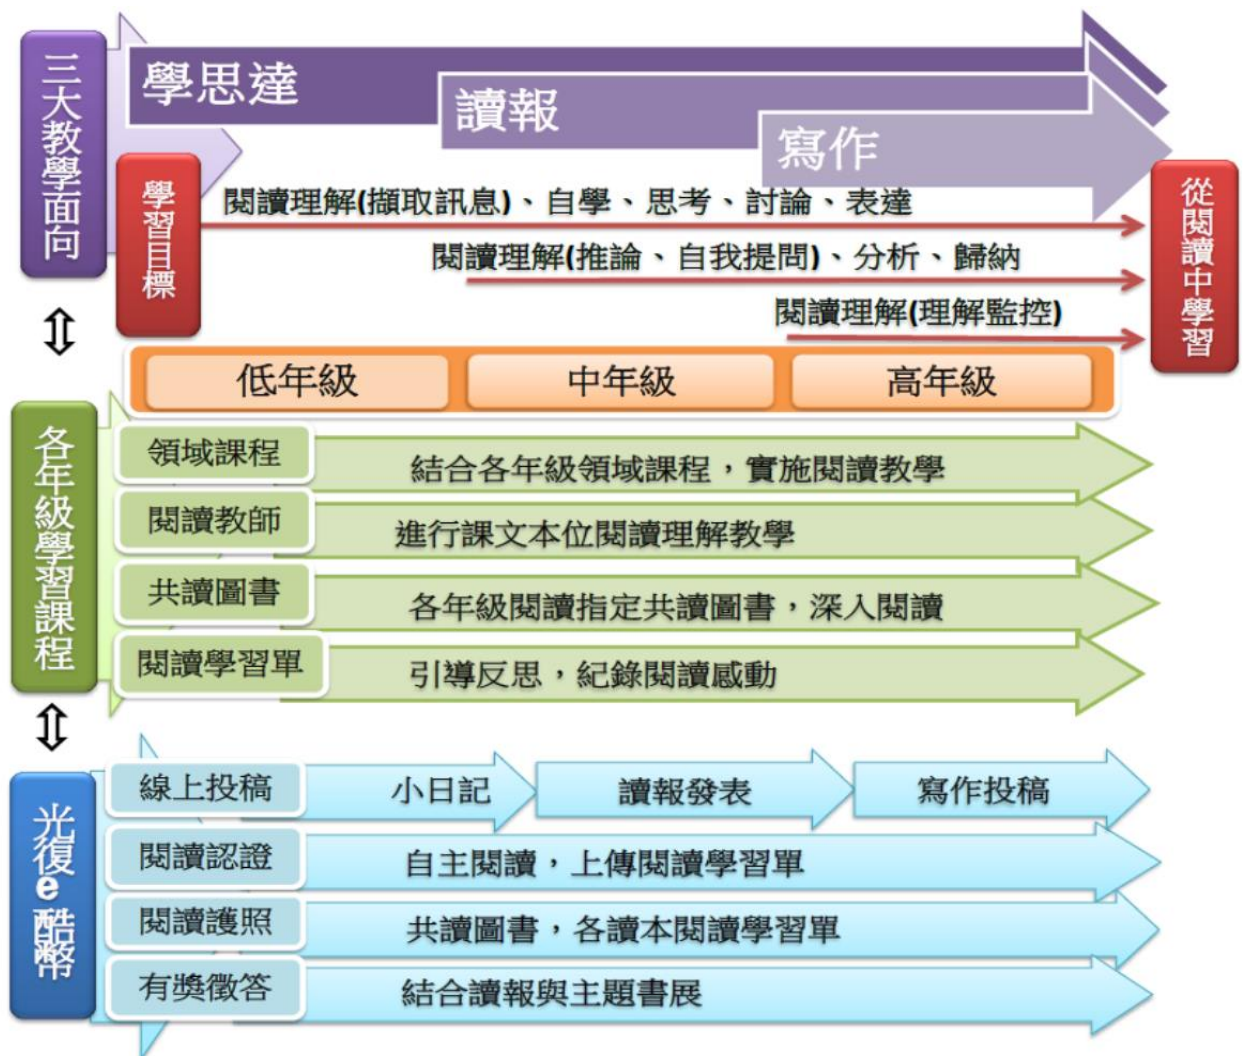 三大教學面向
學思達
讀報
寫作
學習目標
閱讀理解(擷取訊息)、自學、思考、討論、表達
閱讀理解(推論、自我提問)、分析、歸納
閱讀理解(理解監控)
從閱讀中學習
低年級
中年級
高年級
各年級學習課程
領域課程
結合各年級領域課程，實施閱讀教學
閱讀教師
進行課文本位閱讀理解教學
共讀圖書
各年級閱讀指定共讀圖書，深入閱讀
閱讀學習單
引導反思，紀錄閱讀感動
光復e酷幣
線上投稿
小日記
讀報發表
寫作投稿
閱讀認證
自主閱讀，上傳閱讀學習單
閱讀護照
共讀圖書，各讀本閱讀學習單
有獎徵答
結合讀報與主題書展